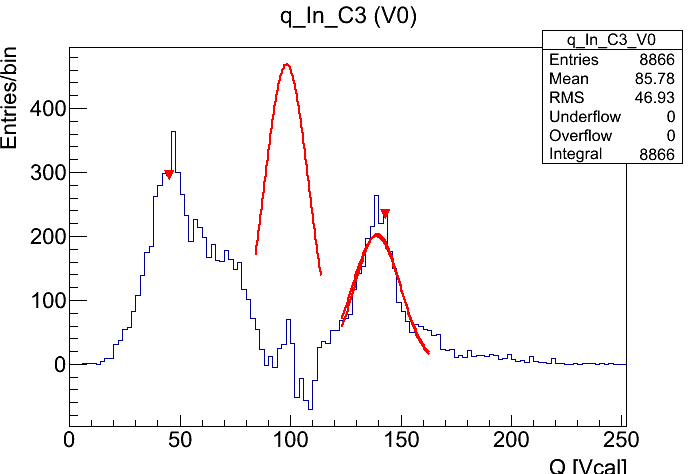 q_In_C3 (V0)
q_In_C3_V0
Entries 8866
Mean 85.78
RMS 46.93
Underflow 0
Overflow 0
Integral 8866
Entries/bin
400
300
200
100
0
0 50 100 150 200 250
Q [Vcal]